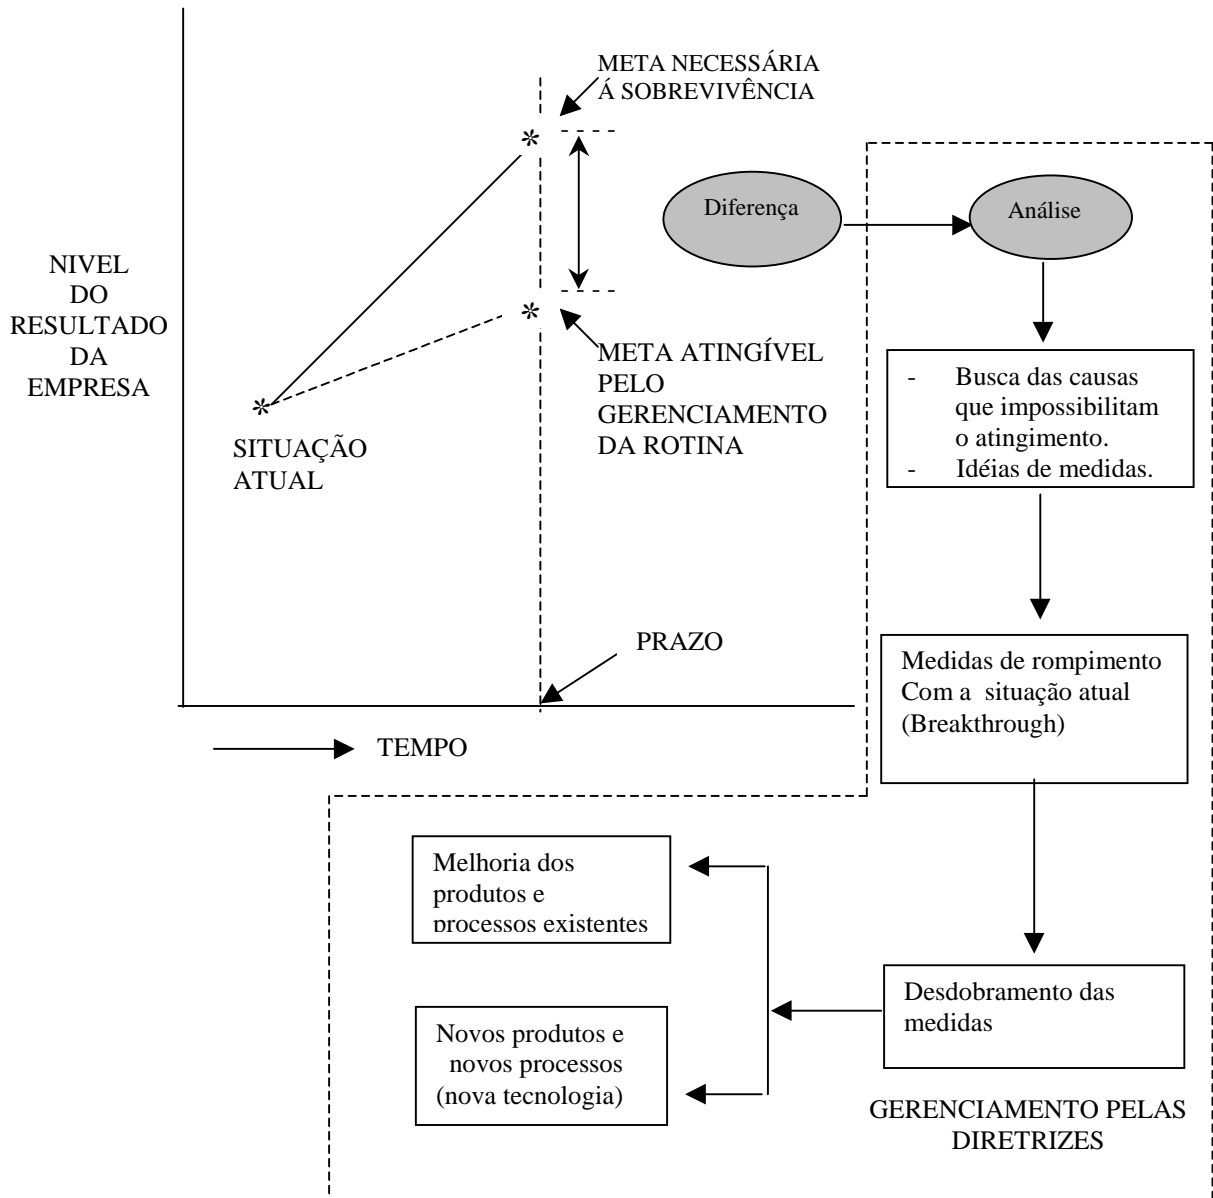 META NECESSÁRIA
Á SOBREVIVÊNCIA
NIVEL
DO
RESULTADO
DA
EMPRESA
SITUAÇÃO
ATUAL
META ATINGÍVEL
PELO
GERENCIAMENTO
DA ROTINA
PRAZO
TEMPO
Diferença
Análise
- Busca das causas
que impossibilitam
o atingimento.
- Idéias de medidas.
Medidas de rompimento
Com a situação atual
(Breakthrough)
Desdobramento das
medidas
Melhoria dos
produtos e
processos existentes
Novos produtos e
novos processos
(nova tecnologia)
GERENCIAMENTO PELAS
DIRETRIZES